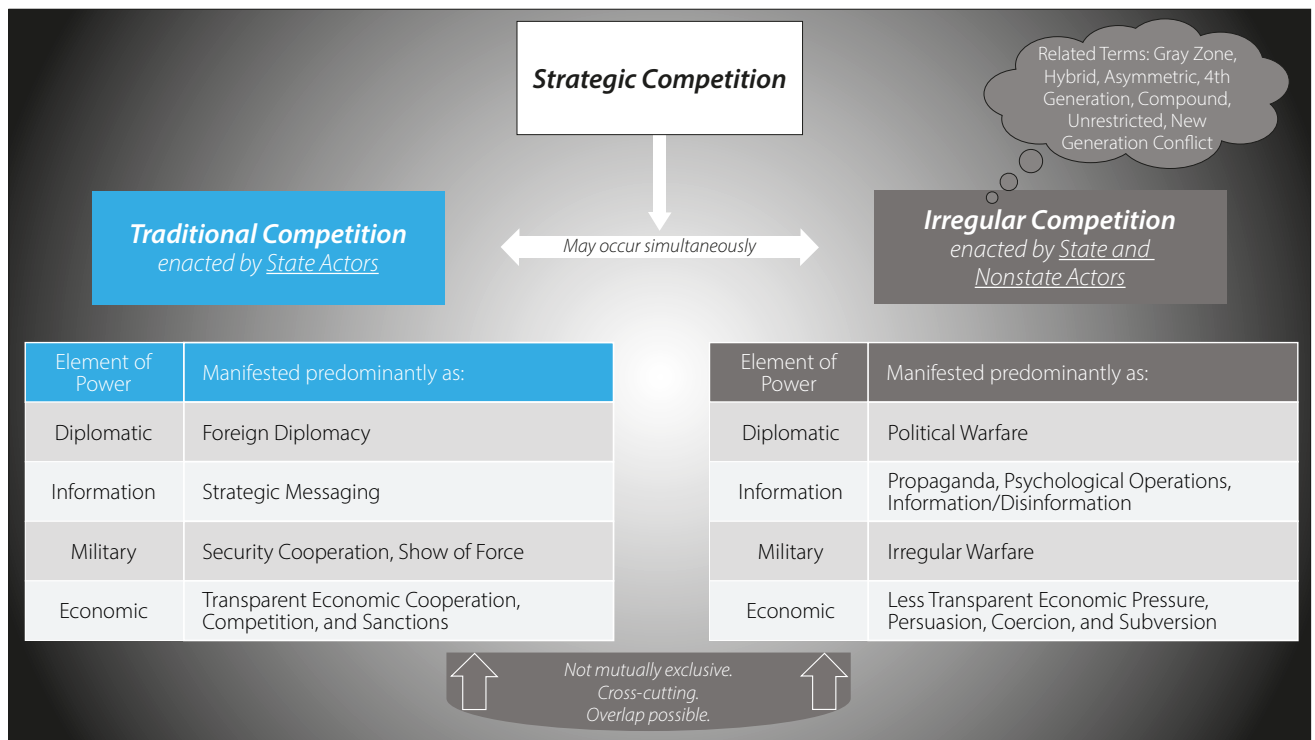 Strategic Competition
Related Terms: Gray Zone,
Hybrid, Asymmetric, 4th
Generation, Compound,
Unrestricted, New
Generation Conflict
Traditional Competition
enacted by State Actors
May occur simultaneously
Irregular Competition
enacted by State and
Nonstate Actors
Element of
Power
Manifested predominantly as:
Diplomatic
Foreign Diplomacy
Information
Strategic Messaging
Military
Security Cooperation, Show of Force
Economic
Transparent Economic Cooperation,
Competition, and Sanctions
Element of
Power
Manifested predominantly as:
Diplomatic
Political Warfare
Information
Propaganda, Psychological Operations,
Information/Disinformation
Military
Irregular Warfare
Economic
Less Transparent Economic Pressure,
Persuasion, Coercion, and Subversion
Not mutually exclusive.
Cross-cutting.
Overlap possible.